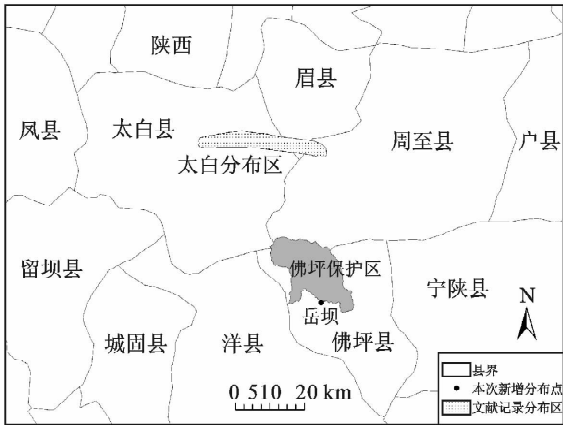 陕西
眉县
凤县
太白县
周至县
户县
太白分布区
留坝县
佛坪保护区
宁陕县
岳坝
城固县
洋县
佛坪县
N
0 510 20 km
县界
本次新增分布点
文献记录分布区